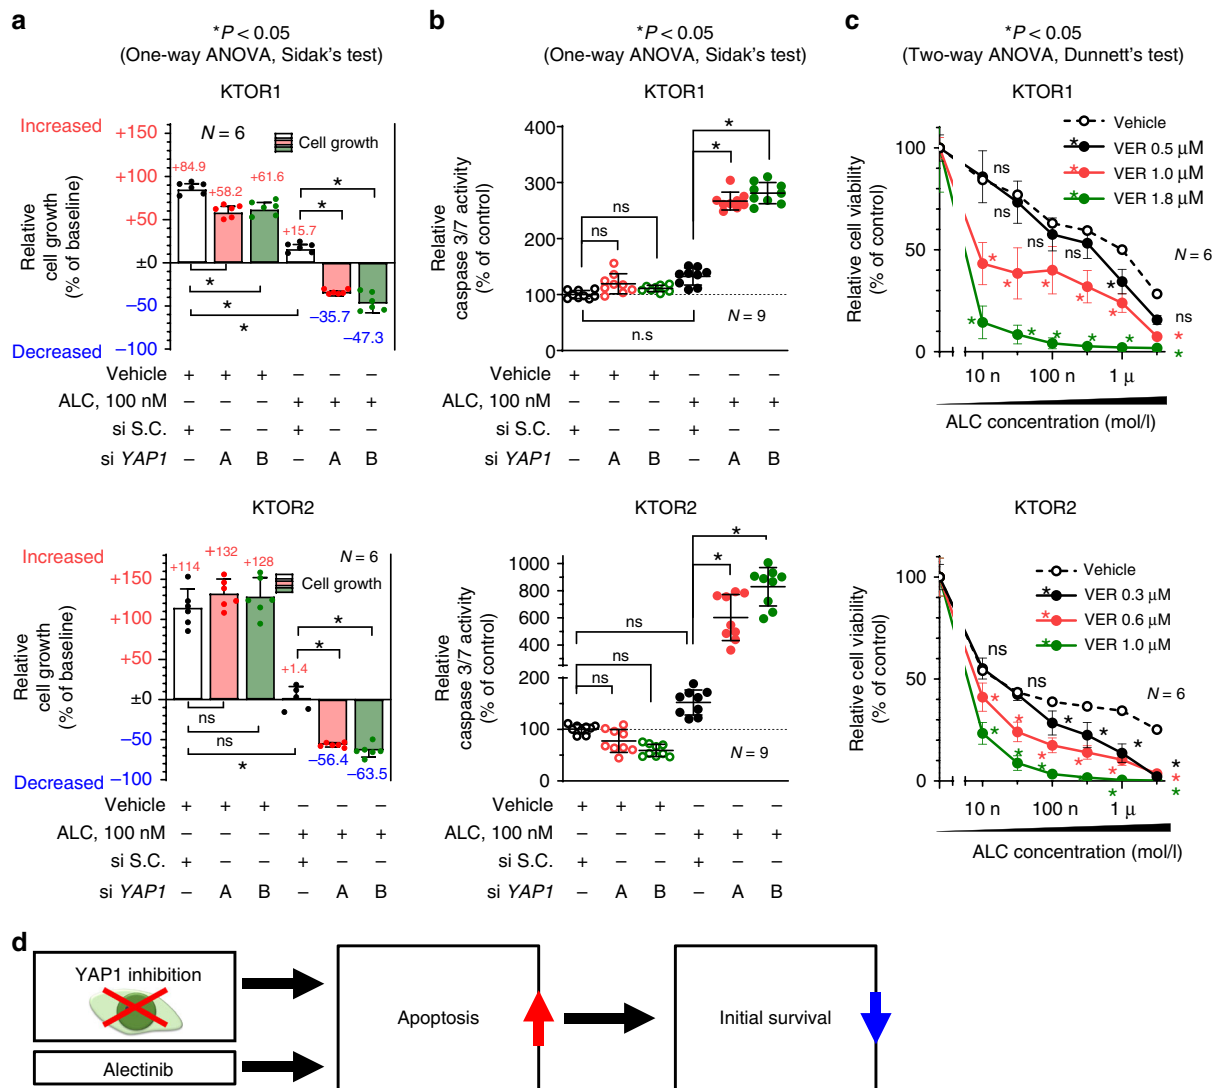 a
*P < 0.05
(One-way ANOVA, Sidak's test)
KTOR1
Increased
Relative
cell growth
(% of baseline)
Decreased
+150
+100
+50
±0
−50
−100
N = 6
Cell growth
+84.9
+58.2
+61.6
+15.7
−35.7
−47.3
*
*
*
*
*
Vehicle + + + − − −
ALC, 100 nM − − − + + +
si S.C. + − − + − −
si YAP1 − A B − A B
KTOR2
Increased
Relative
cell growth
(% of baseline)
Decreased
+150
+100
+50
±0
−50
−100
N = 6
Cell growth
+114
+132
+128
+1.4
−56.4
−63.5
*
*
ns
ns
*
Vehicle + + + − − −
ALC, 100 nM − − − + + +
si S.C. + − − + − −
si YAP1 − A B − A B
b
*P < 0.05
(One-way ANOVA, Sidak's test)
KTOR1
Relative
caspase 3/7 activity
(% of control)
400
300
200
150
100
50
0
*
*
ns
ns
n.s
N = 9
Vehicle + + + − − −
ALC, 100 nM − − − + + +
si S.C. + − − + − −
si YAP1 − A B − A B
KTOR2
Relative
caspase 3/7 activity
(% of control)
1000
800
600
400
200
100
50
0
*
*
ns
ns
ns
N = 9
Vehicle + + + − − −
ALC, 100 nM − − − + + +
si S.C. + − − + − −
si YAP1 − A B − A B
c
*P < 0.05
(Two-way ANOVA, Dunnett's test)
KTOR1
Relative cell viability
(% of control)
100
50
0
Vehicle
* VER 0.5 μM
* VER 1.0 μM
* VER 1.8 μM
N = 6
ns
ns
ns
ns
*
ns
* * * * * *
* * * * * *
10 n 100 n 1 μ
ALC concentration (mol/l)
KTOR2
Relative cell viability
(% of control)
100
50
0
Vehicle
* VER 0.3 μM
* VER 0.6 μM
* VER 1.0 μM
N = 6
ns
ns
* * * *
* * * * * *
* * * * *
10 n 100 n 1 μ
ALC concentration (mol/l)
d
YAP1 inhibition
Alectinib
Apoptosis
Initial survival